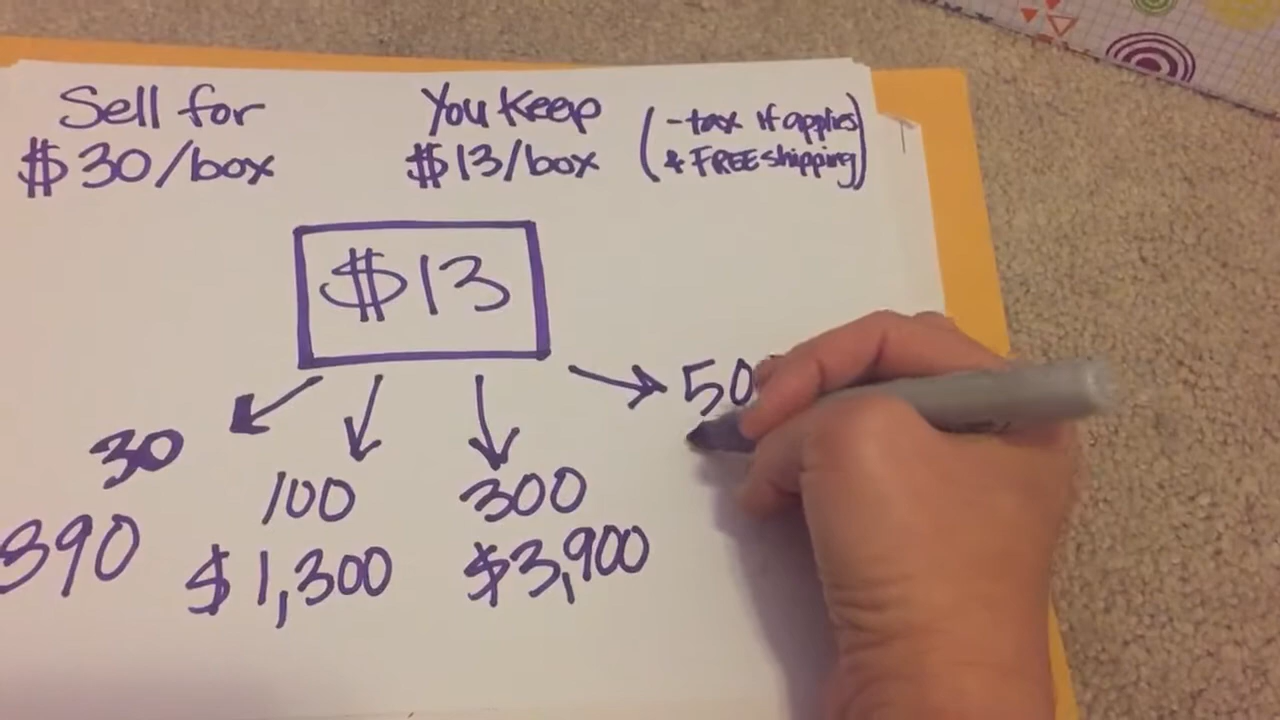 Sell for
$30/box
You Keep
$13/box
(-tax if applies
& FREE shipping)
$13
30
100
300
50
390
$1,300
$3,900